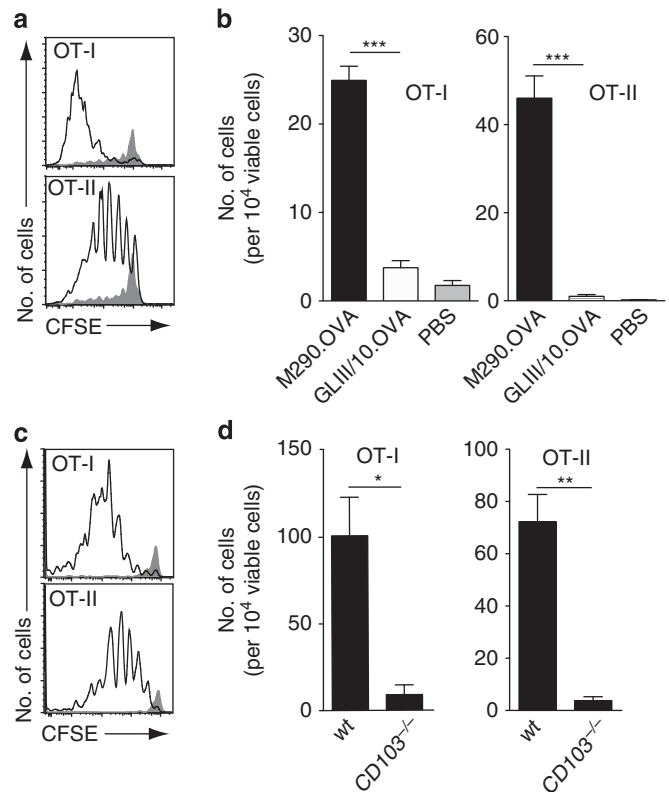 a
OT-I
OT-II
No. of cells
CFSE
b
No. of cells
(per 10⁴ viable cells)
30
20
10
0
***
OT-I
M290.OVA
GLIII/10.OVA
PBS
60
40
20
0
***
OT-II
M290.OVA
GLIII/10.OVA
PBS
c
OT-I
OT-II
No. of cells
CFSE
d
No. of cells
(per 10⁴ viable cells)
150
100
50
0
OT-I
*
wt
CD103⁻/⁻
100
80
60
40
20
0
OT-II
**
wt
CD103⁻/⁻